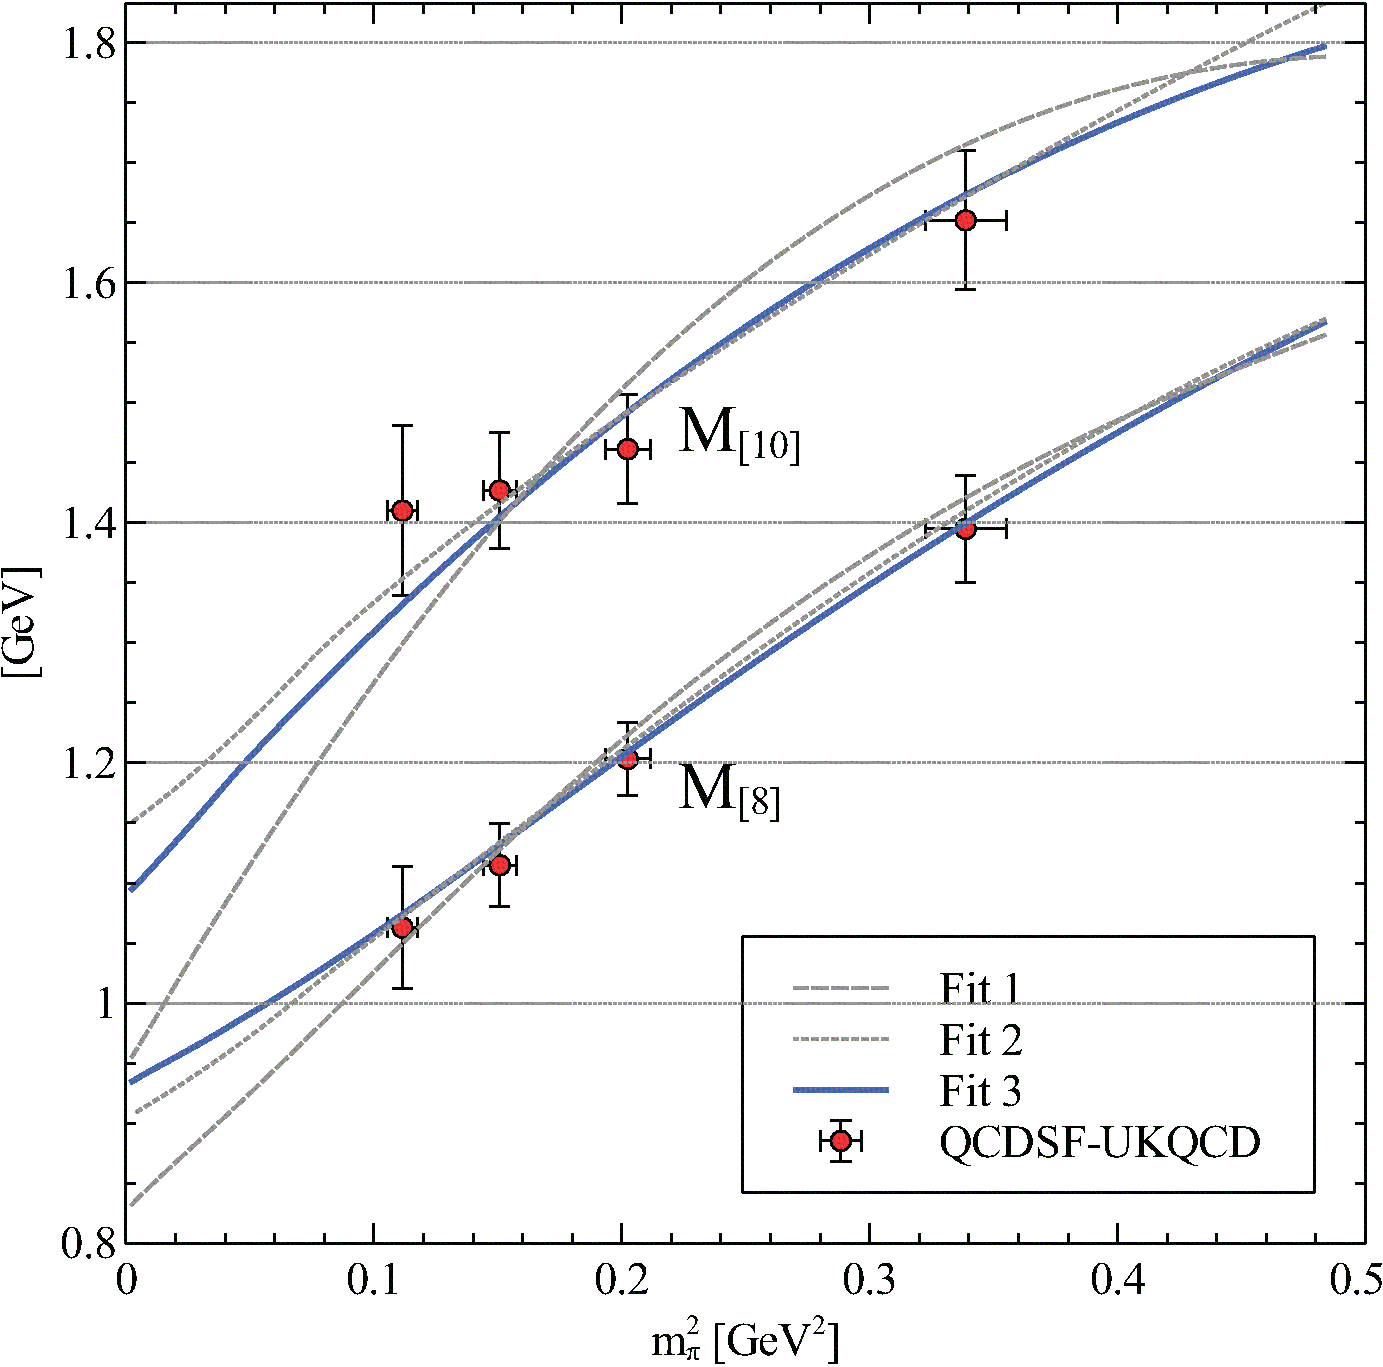 1.8
1.6
1.4
1.2
1
0.8
[GeV]
M[10]
M[8]
Fit 1
Fit 2
Fit 3
QCDSF-UKQCD
0 0.1 0.2 0.3 0.4 0.5
m²π [GeV²]